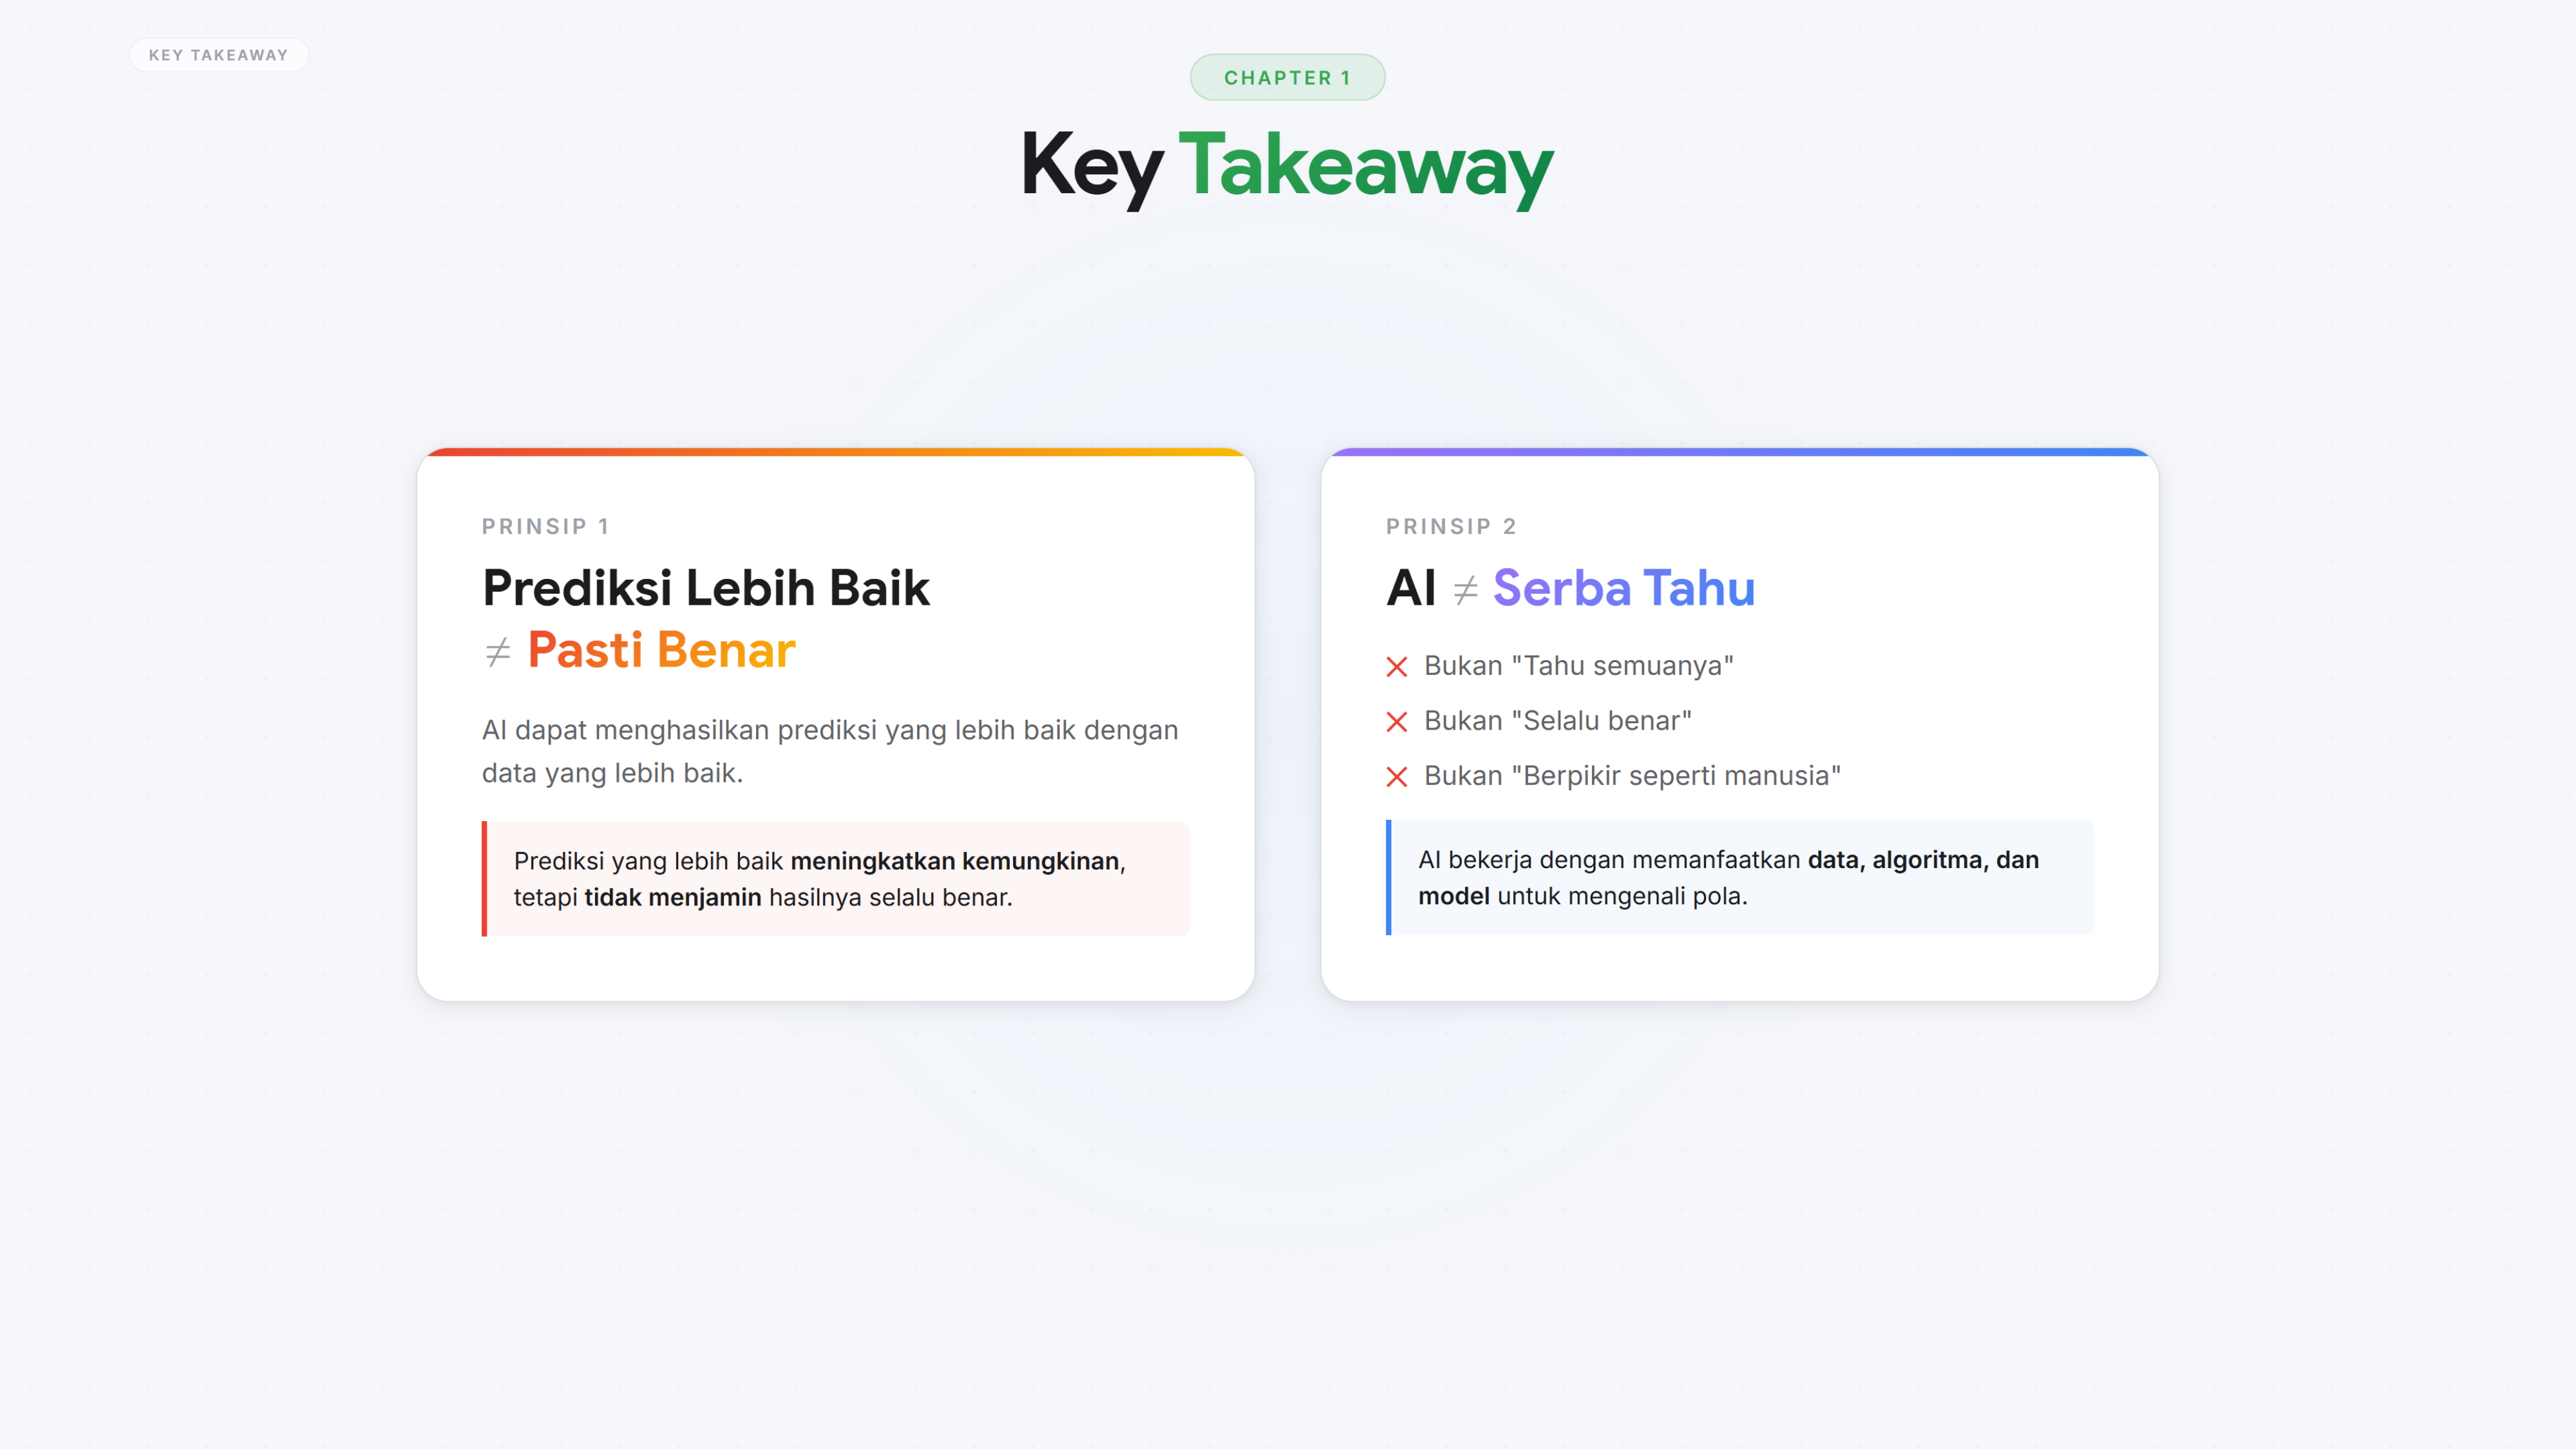 KEY TAKEAWAY
CHAPTER 1
Key Takeaway
PRINSIP 1
Prediksi Lebih Baik
≠ Pasti Benar
AI dapat menghasilkan prediksi yang lebih baik dengan
data yang lebih baik.
Prediksi yang lebih baik meningkatkan kemungkinan,
tetapi tidak menjamin hasilnya selalu benar.
PRINSIP 2
AI ≠ Serba Tahu
Bukan "Tahu semuanya"
Bukan "Selalu benar"
Bukan "Berpikir seperti manusia"
AI bekerja dengan memanfaatkan data, algoritma, dan
model untuk mengenali pola.